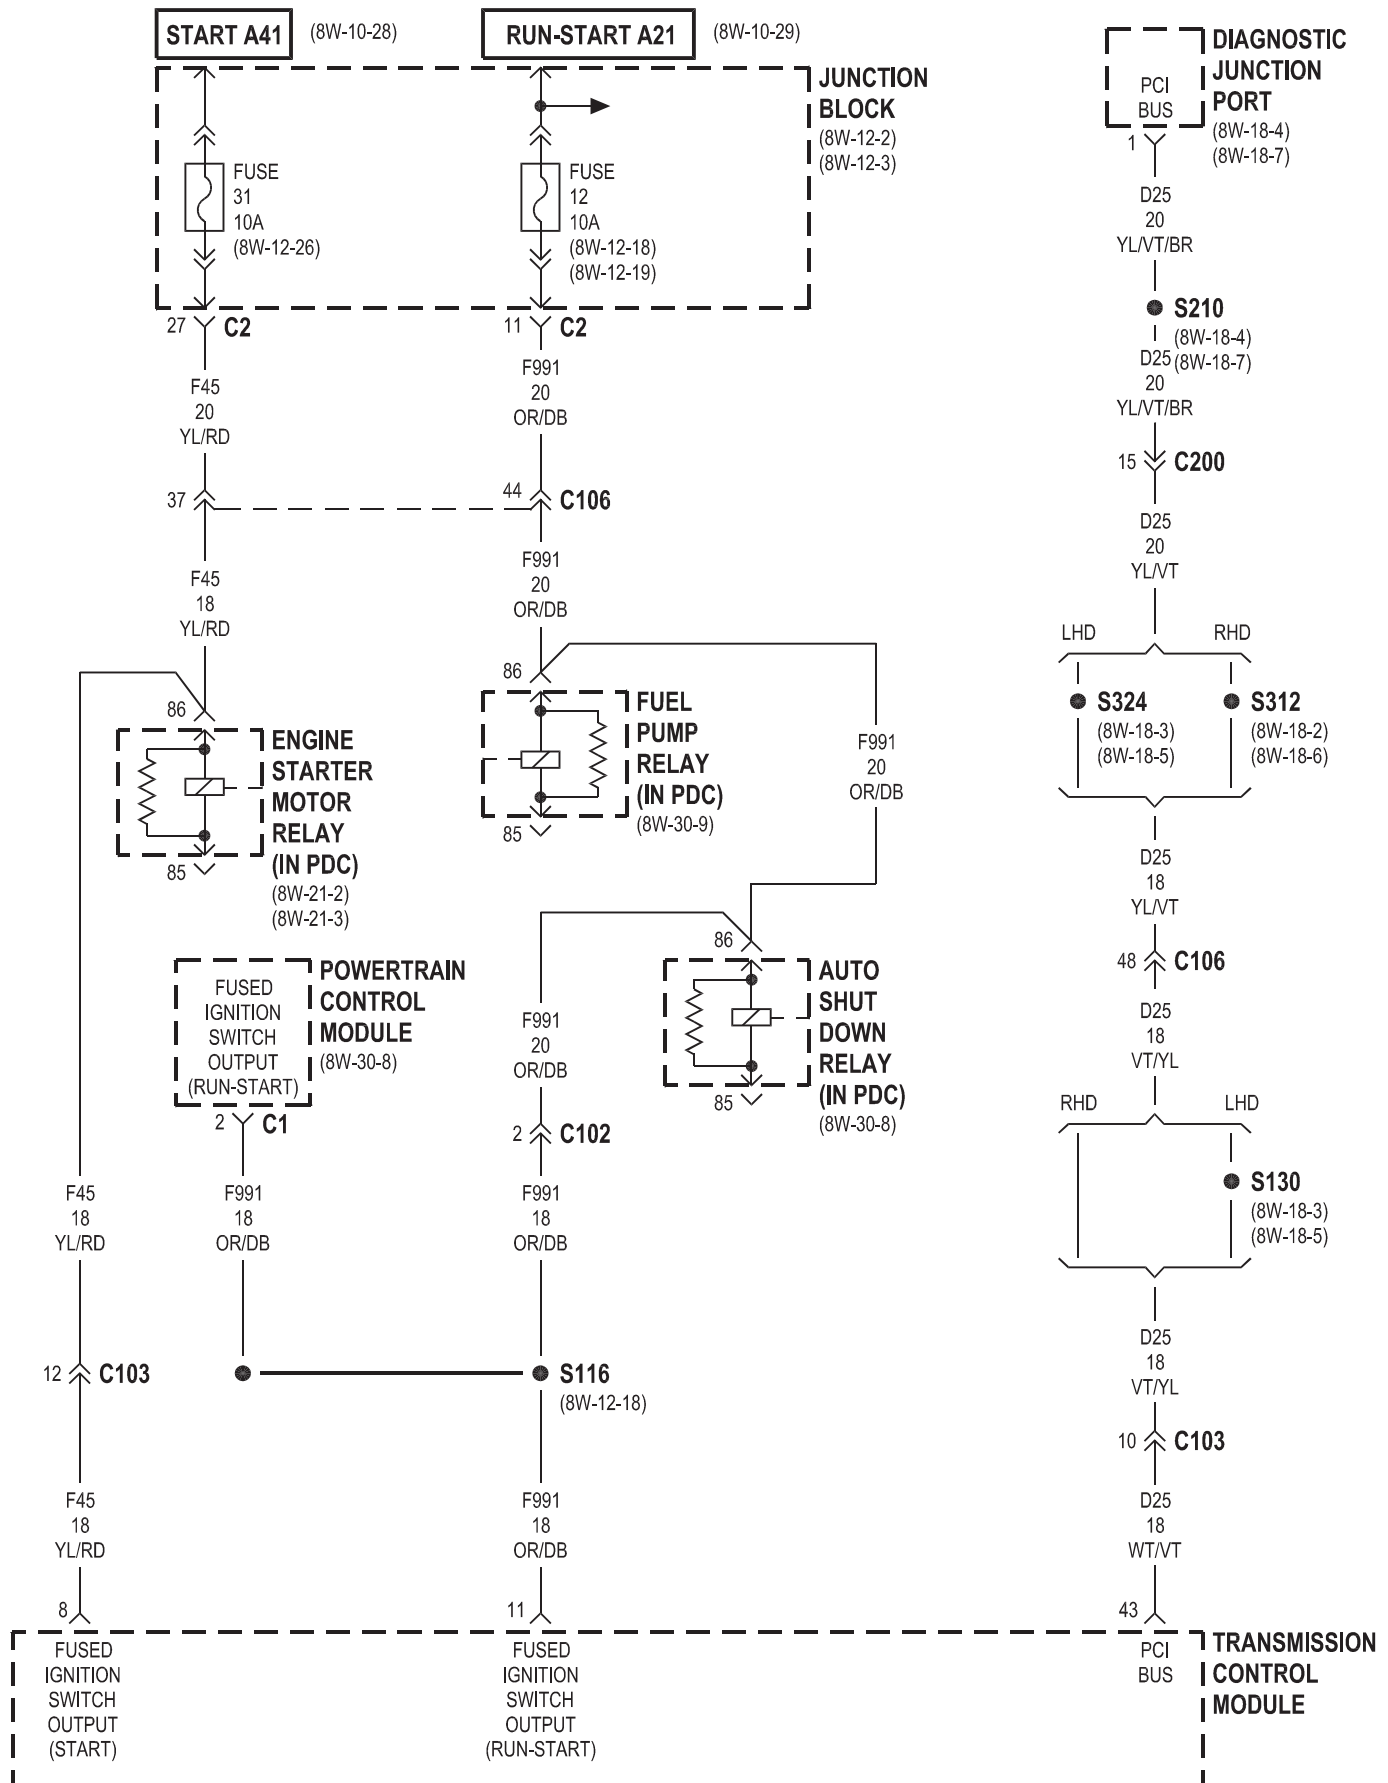 START A41
(8W-10-28)
RUN-START A21
(8W-10-29)
JUNCTION
BLOCK
(8W-12-2)
(8W-12-3)
FUSE
31
10A
(8W-12-26)
FUSE
12
10A
(8W-12-18)
(8W-12-19)
27
C2
11
C2
F45
20
YL/RD
F991
20
OR/DB
37
44
C106
F45
18
YL/RD
F991
20
OR/DB
86
ENGINE
STARTER
MOTOR
RELAY
(IN PDC)
(8W-21-2)
(8W-21-3)
85
86
FUEL
PUMP
RELAY
(IN PDC)
(8W-30-9)
85
F991
20
OR/DB
86
AUTO
SHUT
DOWN
RELAY
(IN PDC)
(8W-30-8)
85
FUSED
IGNITION
SWITCH
OUTPUT
(RUN-START)
POWERTRAIN
CONTROL
MODULE
(8W-30-8)
2
C1
F991
20
OR/DB
2
C102
F45
18
YL/RD
F991
18
OR/DB
F991
18
OR/DB
12
C103
S116
(8W-12-18)
F45
18
YL/RD
F991
18
OR/DB
8
11
FUSED
IGNITION
SWITCH
OUTPUT
(START)
FUSED
IGNITION
SWITCH
OUTPUT
(RUN-START)
PCI
BUS
DIAGNOSTIC
JUNCTION
PORT
(8W-18-4)
(8W-18-7)
1
D25
20
YL/VT/BR
S210
(8W-18-4)
(8W-18-7)
D25
20
YL/VT/BR
15
C200
D25
20
YL/VT
LHD
RHD
S324
(8W-18-3)
(8W-18-5)
S312
(8W-18-2)
(8W-18-6)
D25
18
YL/VT
48
C106
D25
18
VT/YL
RHD
LHD
S130
(8W-18-3)
(8W-18-5)
D25
18
VT/YL
10
C103
D25
18
WT/VT
43
PCI
BUS
TRANSMISSION
CONTROL
MODULE